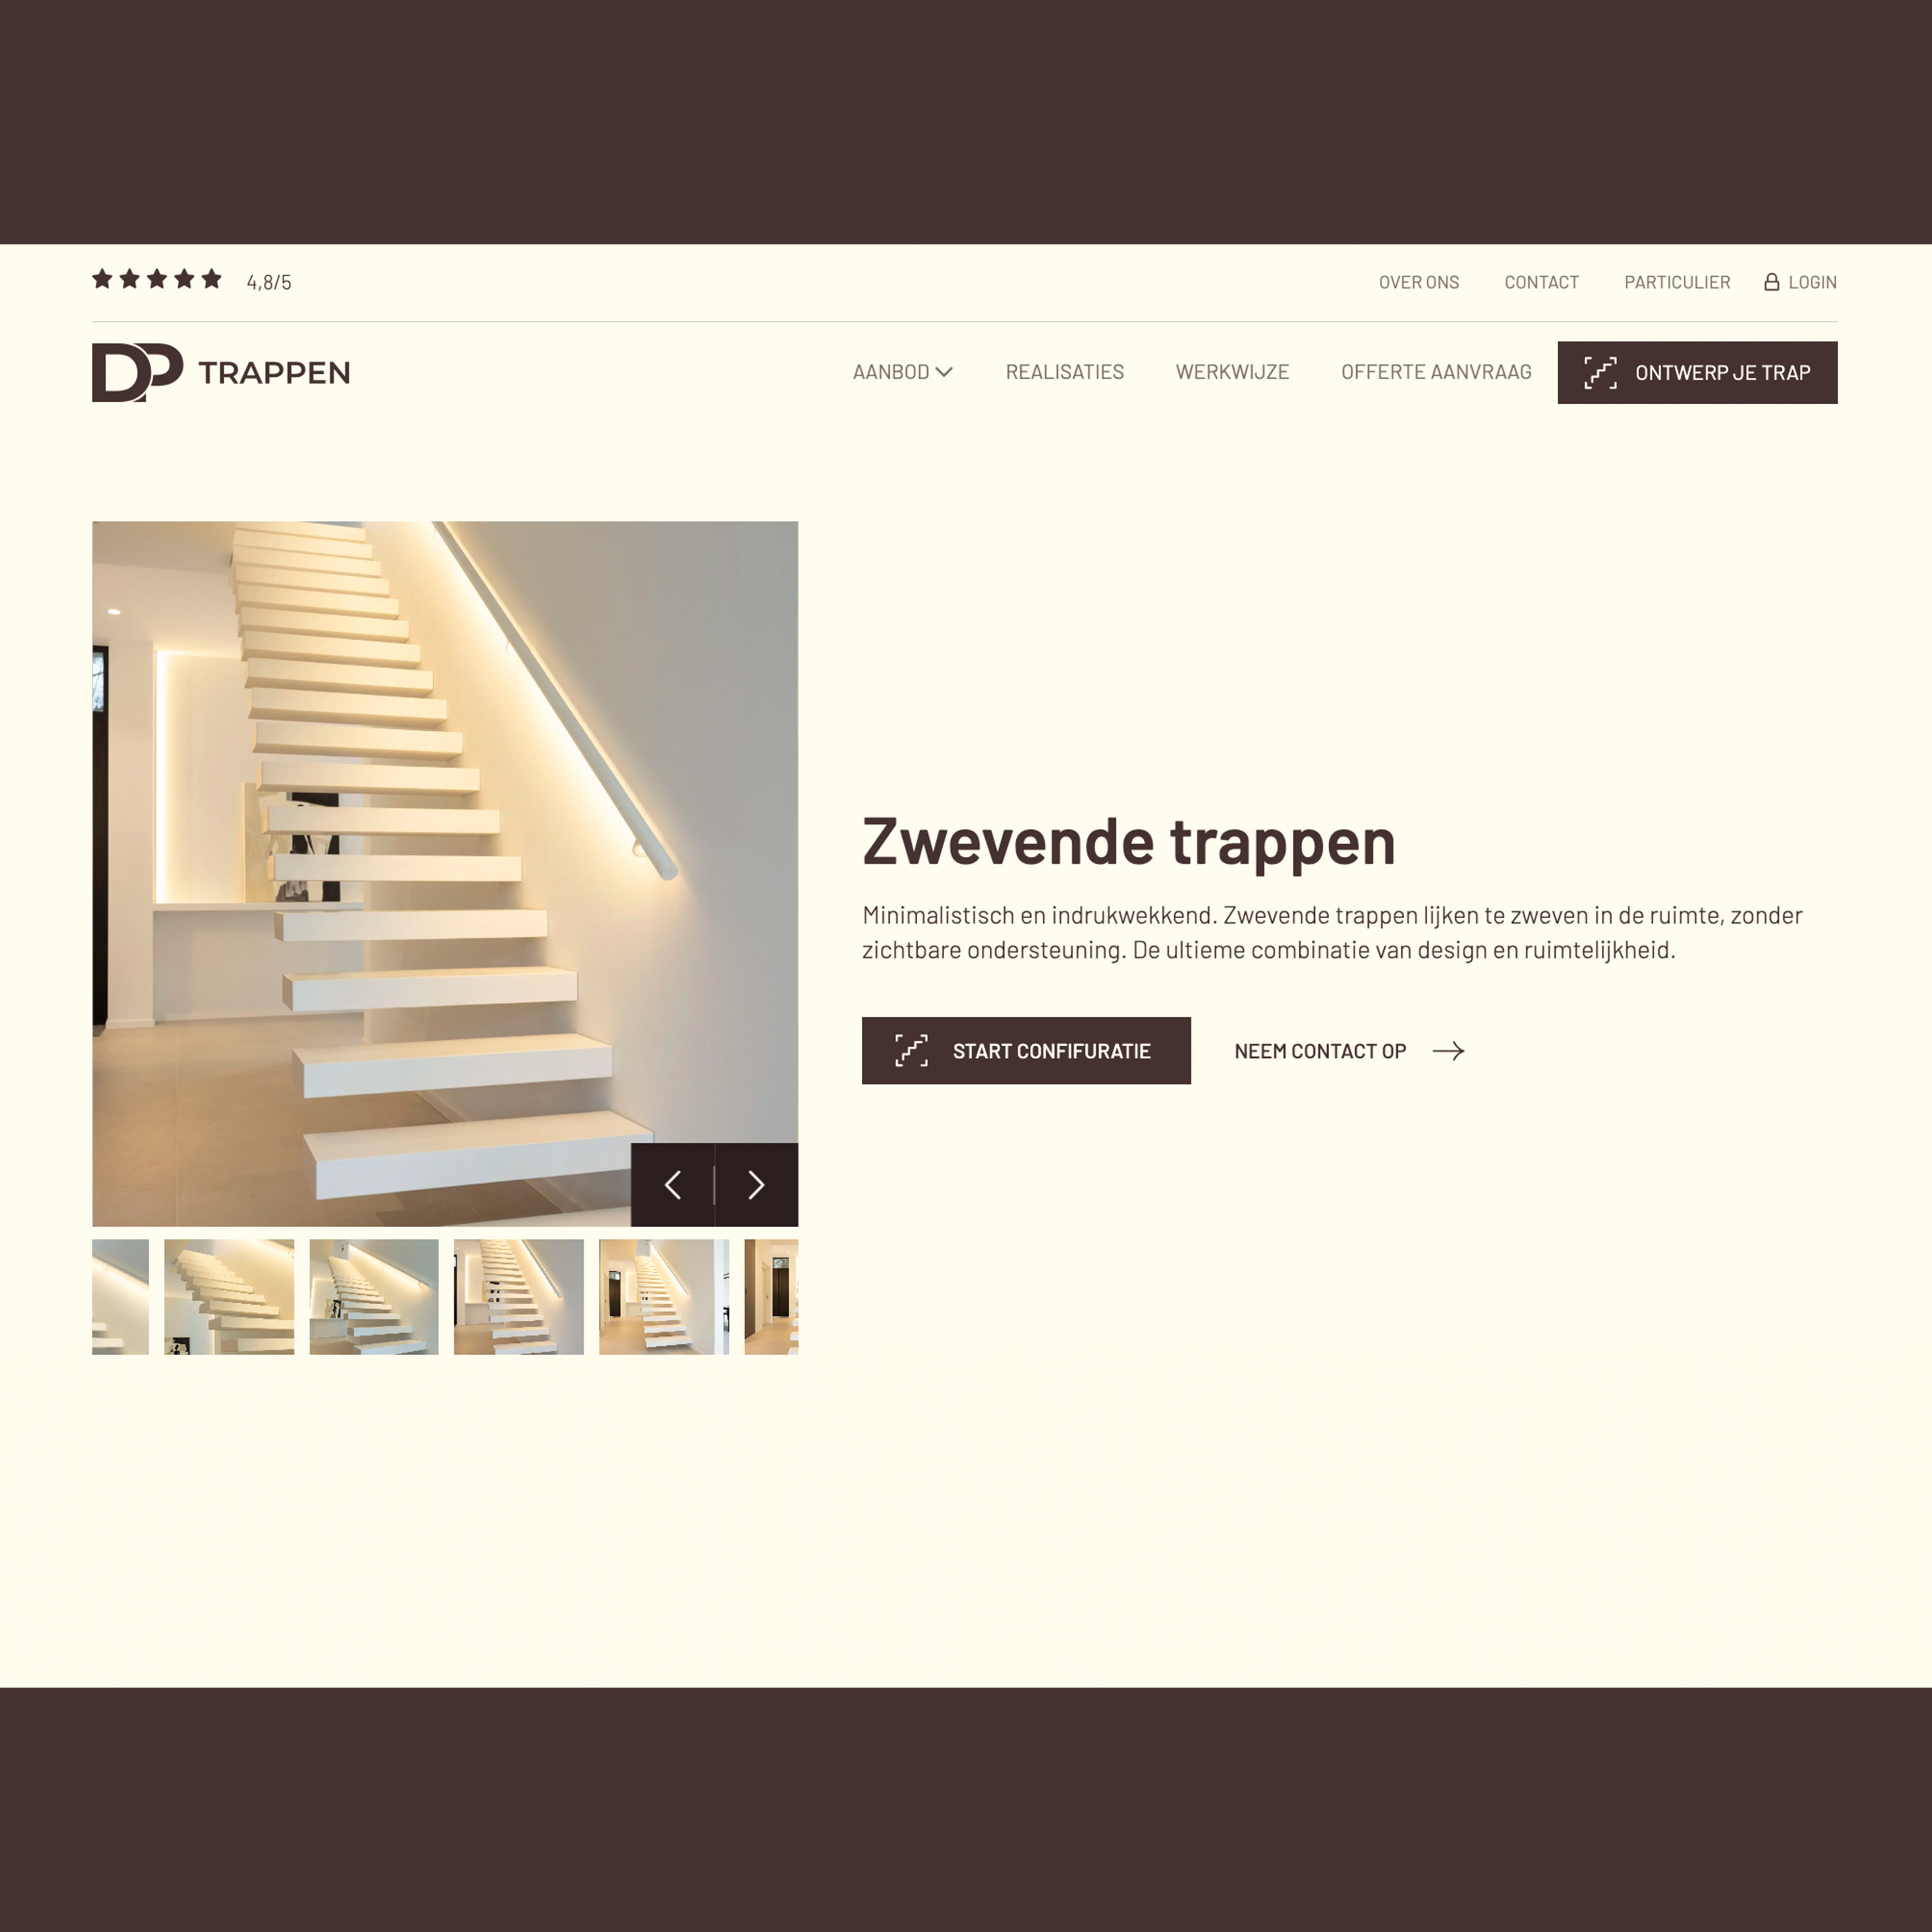 4,8/5
OVER ONS CONTACT PARTICULIER LOGIN
DP TRAPPEN
AANBOD REALISATIES WERKWIJZE OFFERTE AANVRAAG ONTWERP JE TRAP
Zwevende trappen
Minimalistisch en indrukwekkend. Zwevende trappen lijken te zweven in de ruimte, zonder
zichtbare ondersteuning. De ultieme combinatie van design en ruimtelijkheid.
START CONFIFURATIE NEEM CONTACT OP